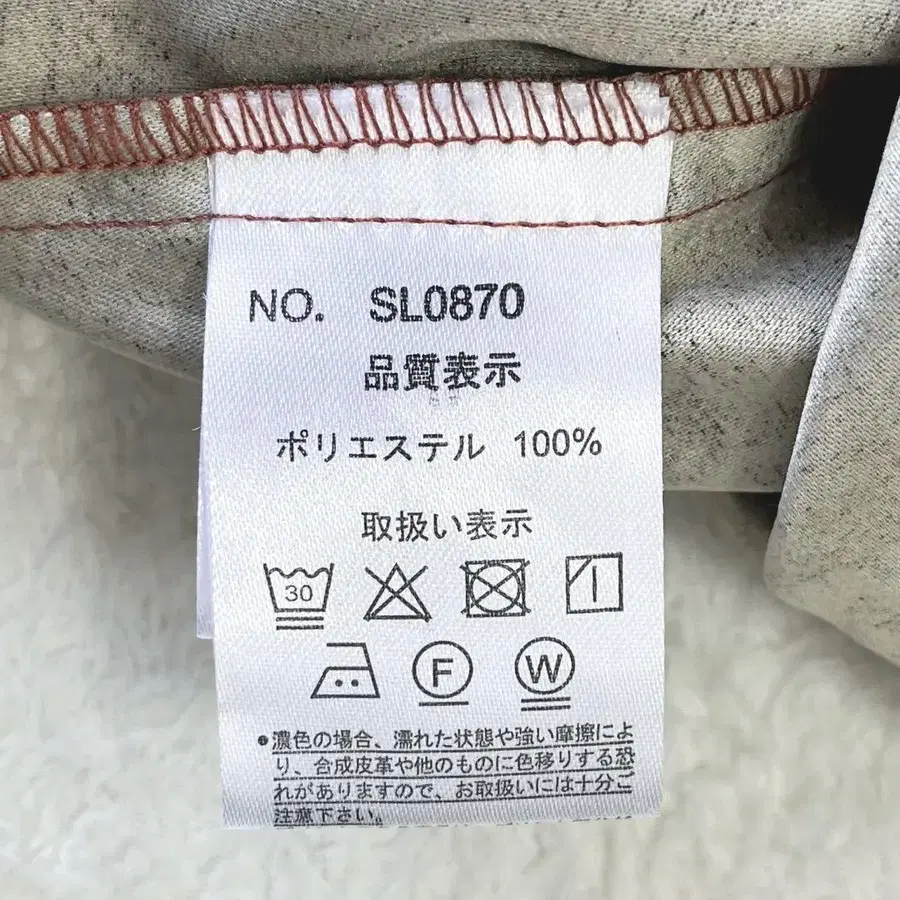 NO. SL0870
品質表示
ポリエステル 100%
取扱い表示
30
F W
●濃色の場合、濡れた状態や強い摩擦によ
り、合成皮革や他のものに色移りする恐
れがありますので、お取扱いには十分ご
注意下さい。